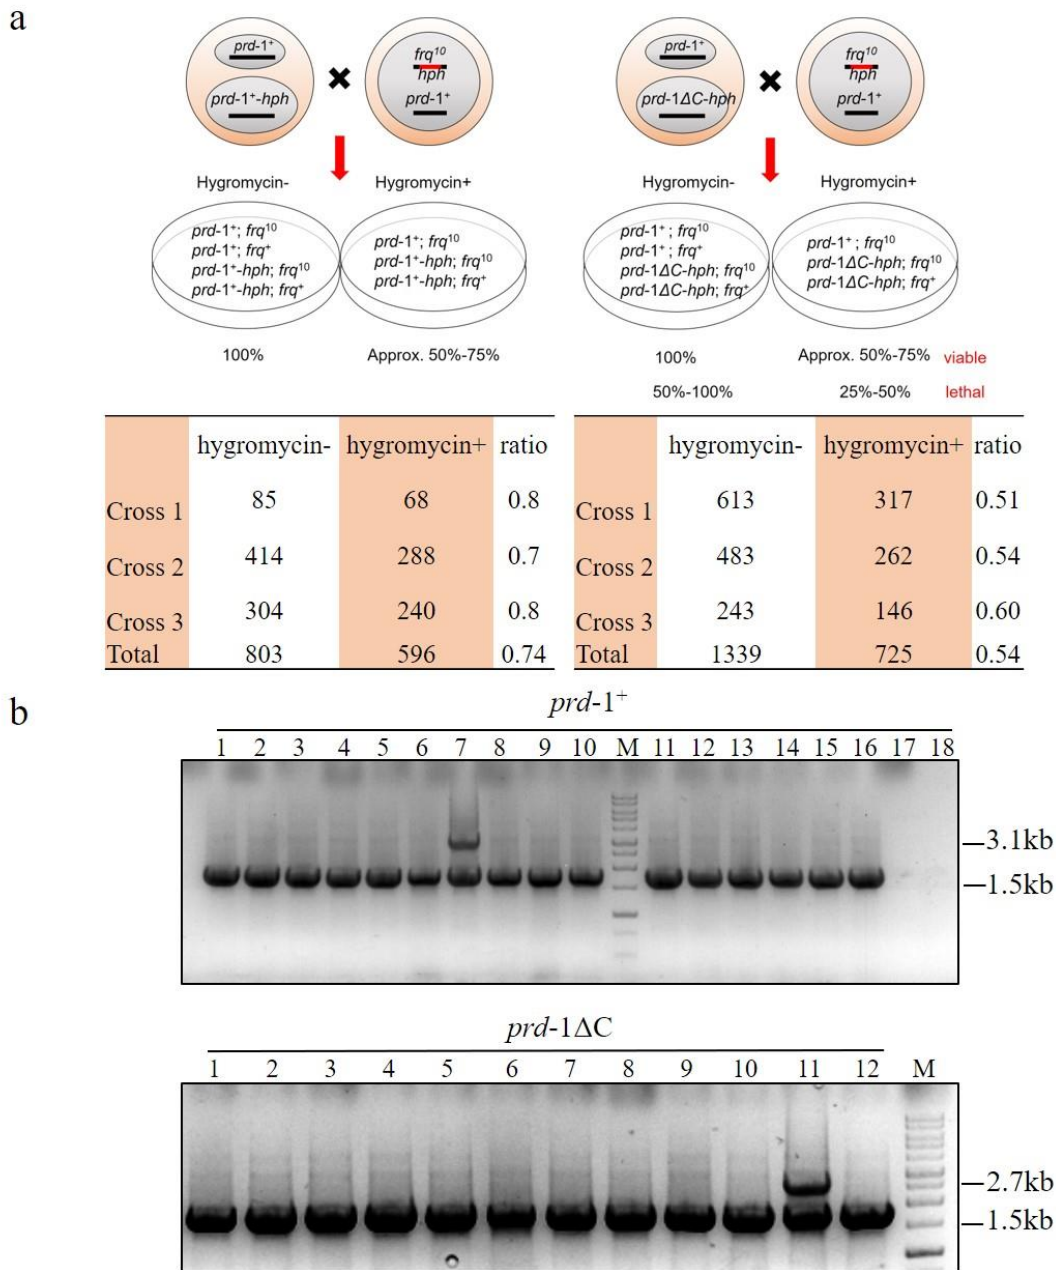 a
prd-1⁺
prd-1⁺-hph
frq¹⁰
hph
prd-1⁺
prd-1⁺
prd-1ΔC-hph
frq¹⁰
hph
prd-1⁺
Hygromycin-
Hygromycin+
Hygromycin-
Hygromycin+
prd-1⁺; frq¹⁰
prd-1⁺; frq⁺
prd-1⁺-hph; frq¹⁰
prd-1⁺-hph; frq⁺
prd-1⁺; frq¹⁰
prd-1⁺-hph; frq¹⁰
prd-1⁺-hph; frq⁺
prd-1⁺ ; frq¹⁰
prd-1⁺ ; frq⁺
prd-1ΔC-hph; frq¹⁰
prd-1ΔC-hph; frq⁺
prd-1⁺ ; frq¹⁰
prd-1ΔC-hph; frq¹⁰
prd-1ΔC-hph; frq⁺
100%
Approx. 50%-75%
100%
Approx. 50%-75% viable
50%-100%
25%-50% lethal
hygromycin- hygromycin+ ratio
Cross 1 85 68 0.8
Cross 2 414 288 0.7
Cross 3 304 240 0.8
Total 803 596 0.74
hygromycin- hygromycin+ ratio
Cross 1 613 317 0.51
Cross 2 483 262 0.54
Cross 3 243 146 0.60
Total 1339 725 0.54
b
prd-1⁺
1 2 3 4 5 6 7 8 9 10 M 11 12 13 14 15 16 17 18
3.1kb
1.5kb
prd-1ΔC
1 2 3 4 5 6 7 8 9 10 11 12 M
2.7kb
1.5kb